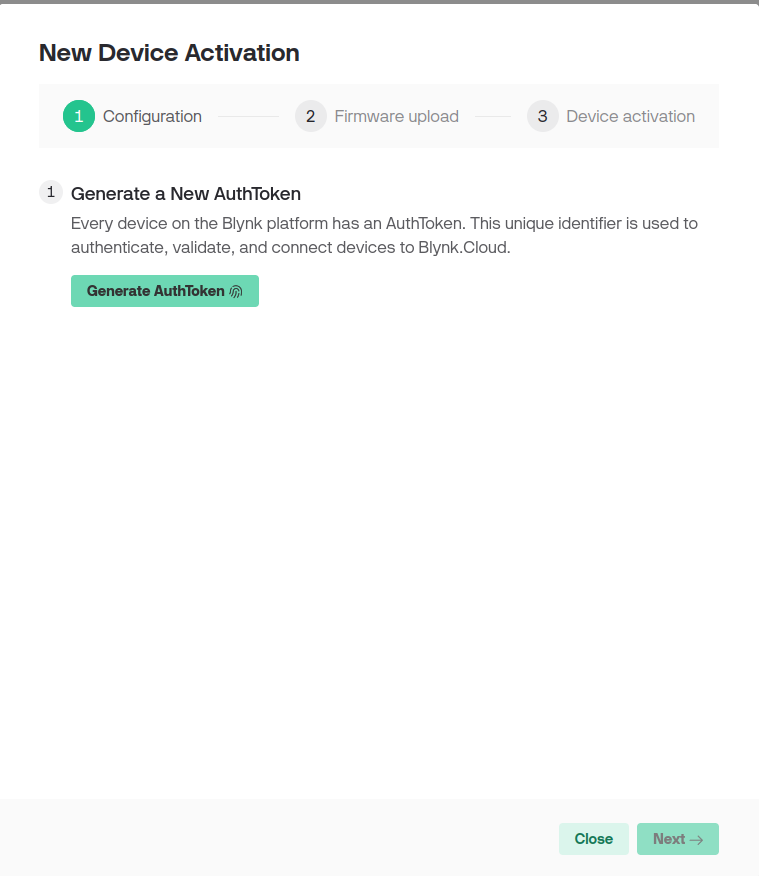 New Device Activation
1 Configuration 2 Firmware upload 3 Device activation
1 Generate a New AuthToken
Every device on the Blynk platform has an AuthToken. This unique identifier is used to
authenticate, validate, and connect devices to Blynk.Cloud.
Generate AuthToken
Close Next →